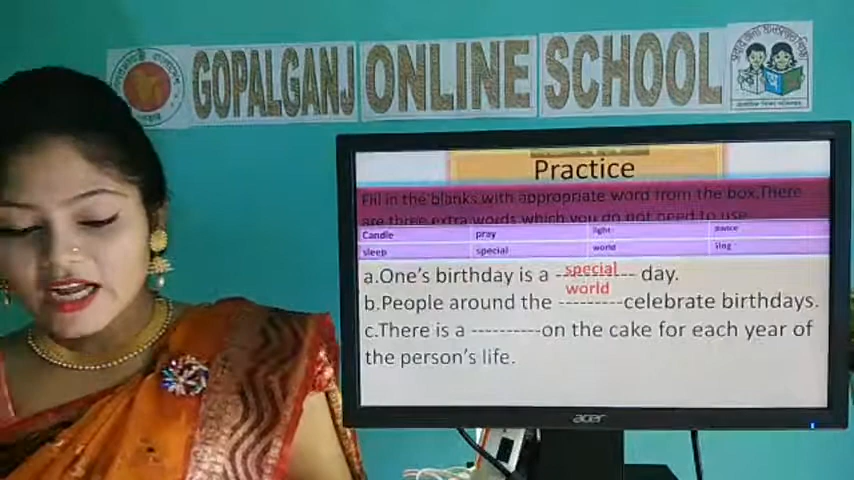 GOPALGANJ ONLINE SCHOOL
Practice
Fill in the blanks with appropriate word from the box.There
are three extra words which you do not need to use
Candle pray light dance
sleep special world sing
a.One's birthday is a ---special--- day.
b.People around the ---world---celebrate birthdays.
c.There is a ----------on the cake for each year of
the person's life.
acer